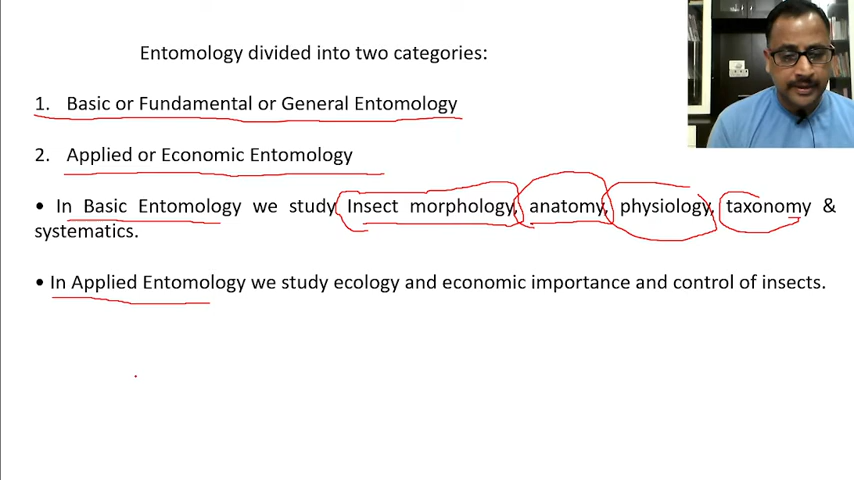 Entomology divided into two categories:
1. Basic or Fundamental or General Entomology
2. Applied or Economic Entomology
• In Basic Entomology we study Insect morphology, anatomy, physiology, taxonomy &
systematics.
• In Applied Entomology we study ecology and economic importance and control of insects.